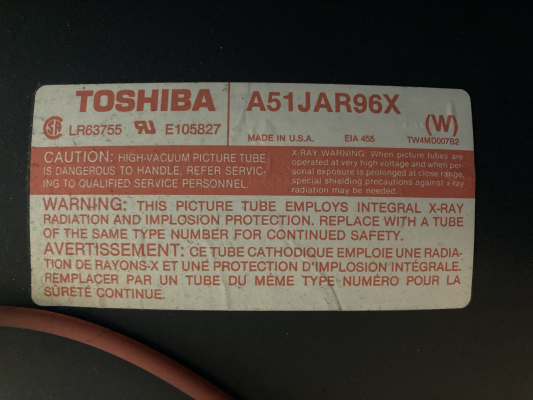 TOSHIBA A51JAR96X
LR63755 E105827 MADE IN U.S.A. EIA 455 (W)
TW4MD007B2
CAUTION: HIGH-VACUUM PICTURE TUBE
IS DANGEROUS TO HANDLE. REFER SERVIC-
ING TO QUALIFIED SERVICE PERSONNEL.
X-RAY WARNING: When picture tubes are
operated at very high voltage and when per-
sonal exposure is prolonged at close range,
special shielding precautions against x-ray
radiation may be needed.
WARNING: THIS PICTURE TUBE EMPLOYS INTEGRAL X-RAY
RADIATION AND IMPLOSION PROTECTION. REPLACE WITH A TUBE
OF THE SAME TYPE NUMBER FOR CONTINUED SAFETY.
AVERTISSEMENT: CE TUBE CATHODIQUE EMPLOIE UNE RADIA-
TION DE RAYONS-X ET UNE PROTECTION D'IMPLOSION INTÉGRALE.
REMPLACER PAR UN TUBE DU MÊME TYPE NUMÉRO POUR LA
SÛRETÉ CONTINUE.